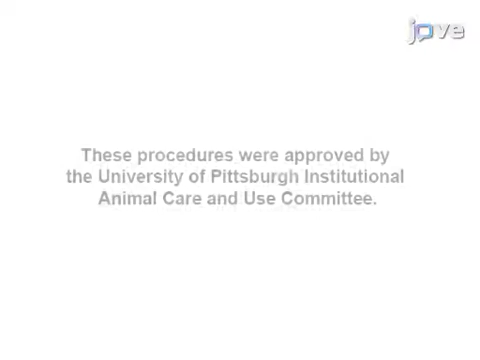 jove
These procedures were approved by
the University of Pittsburgh Institutional
Animal Care and Use Committee.